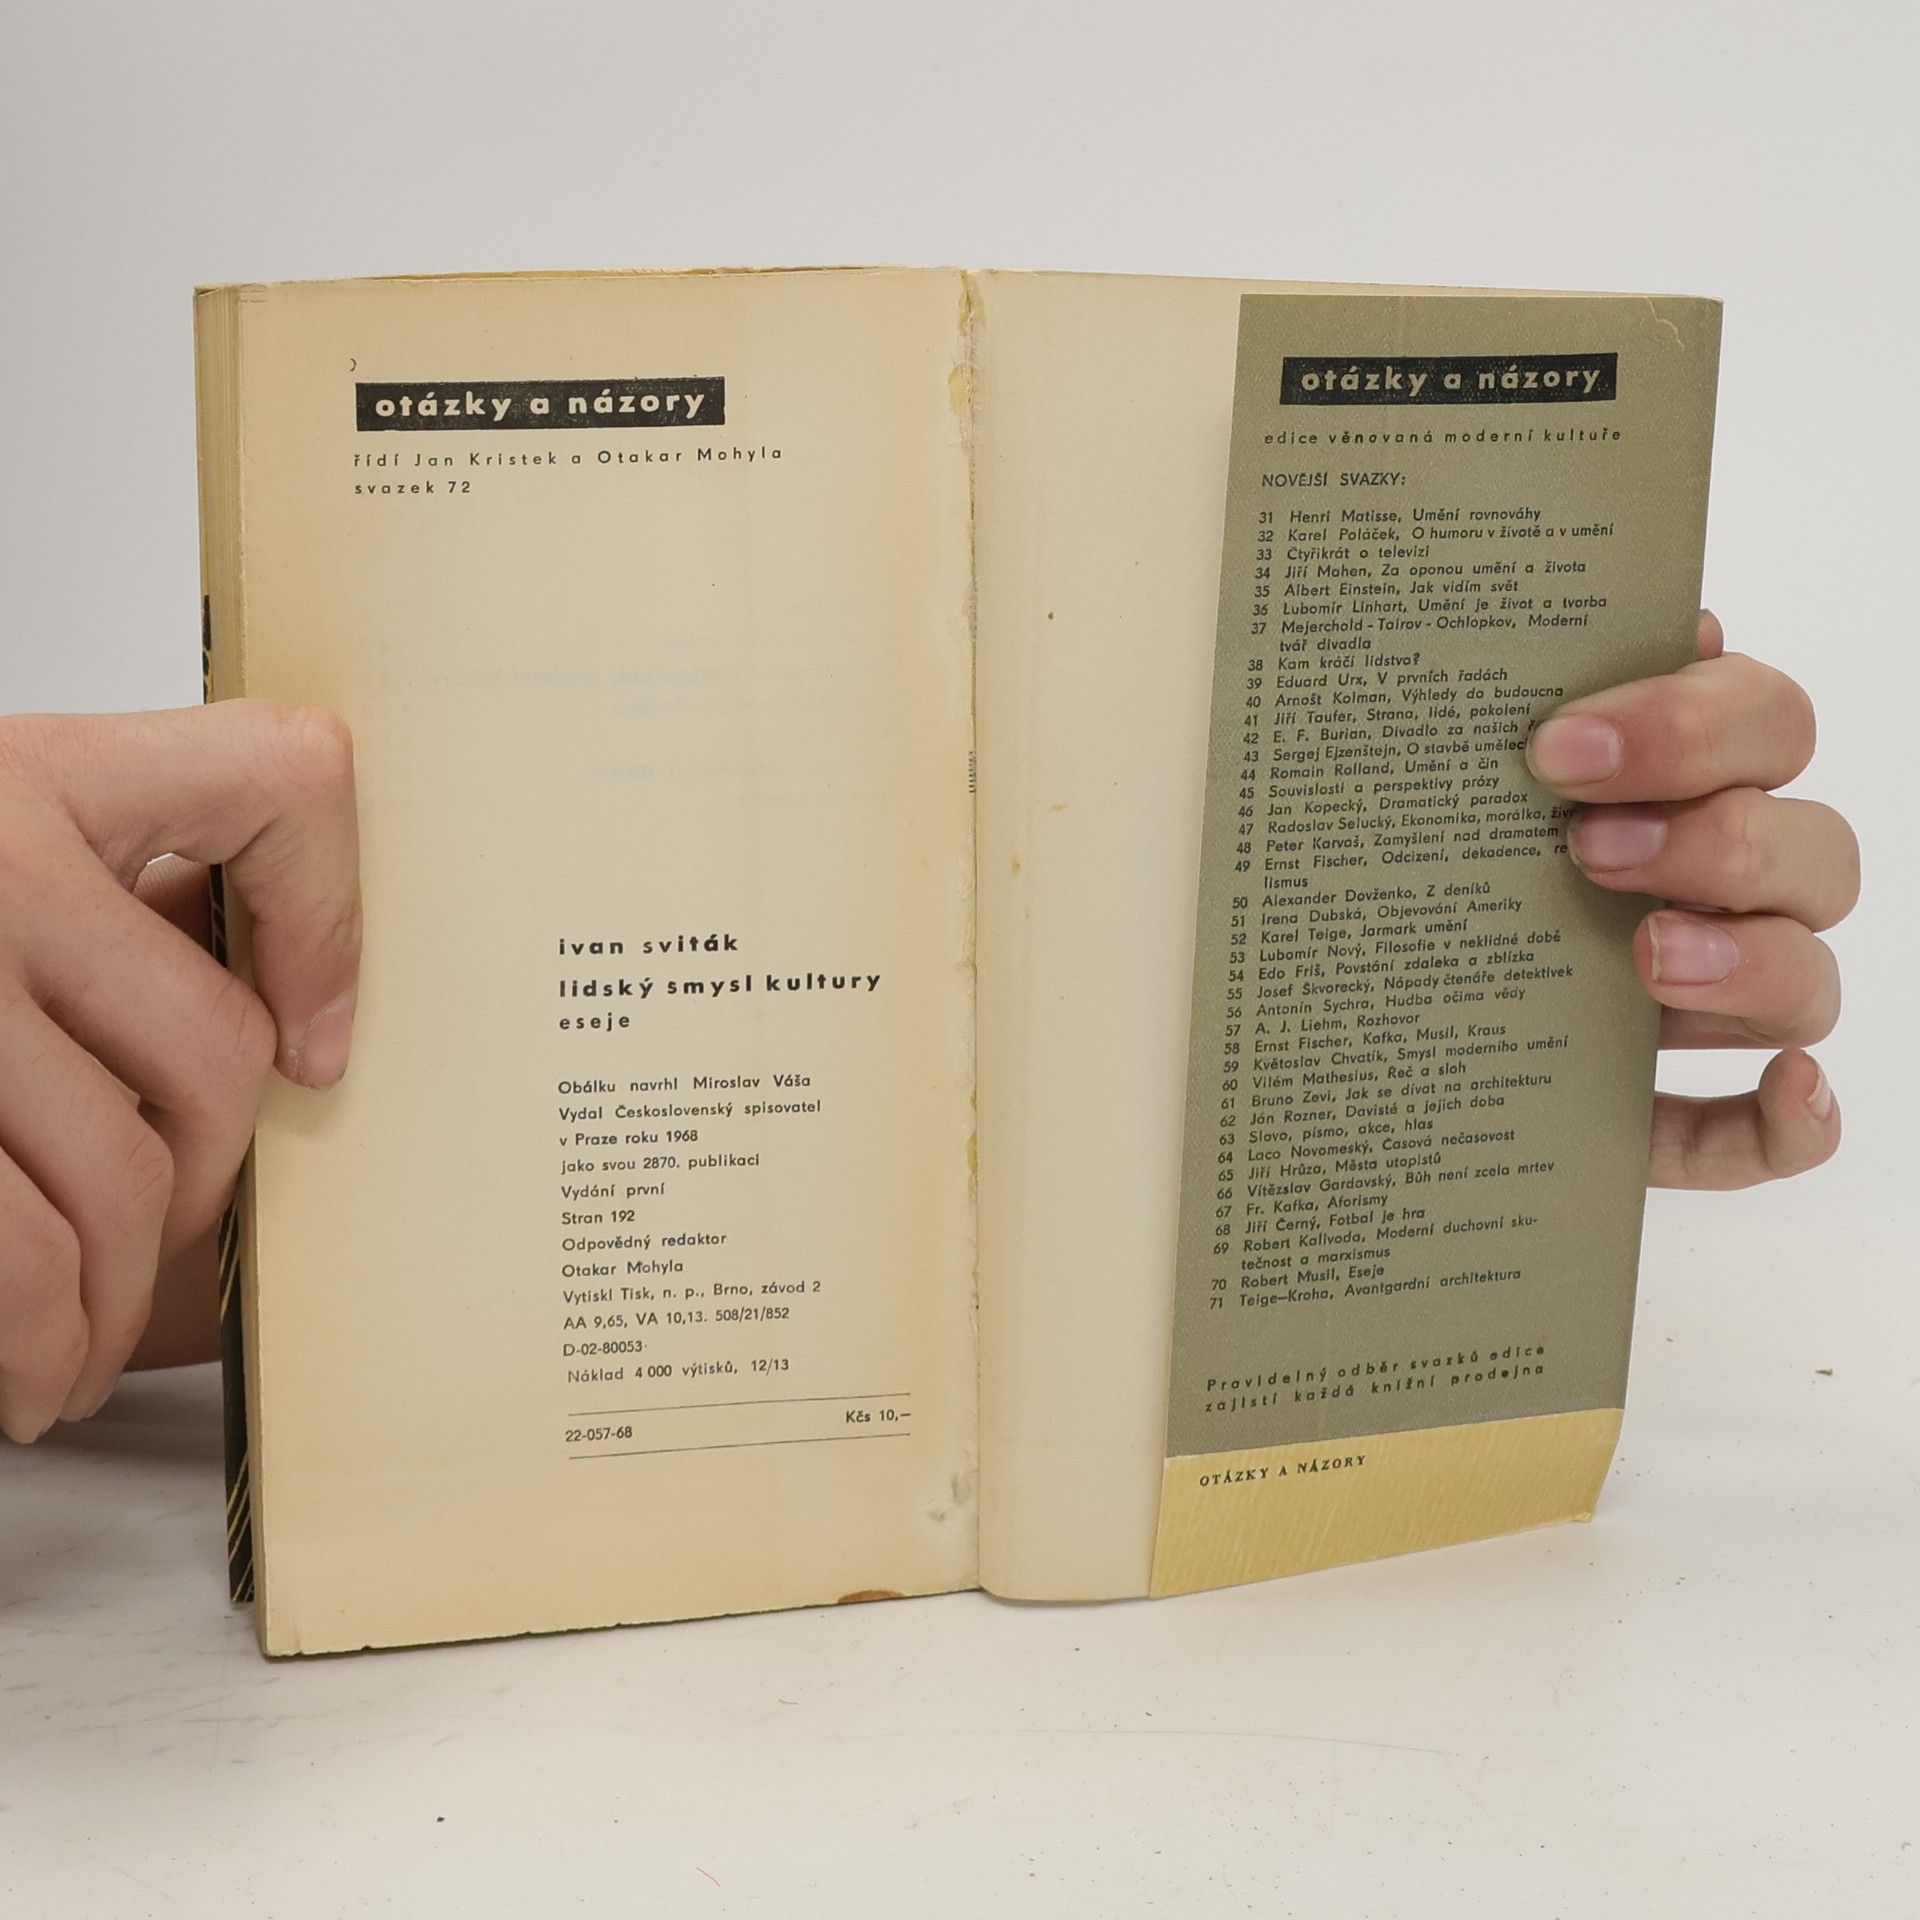 otázky a názory
řídí Jan Kristek a Otakar Mohyla
svazek 72
ivan sviták
lidský smysl kultury
eseje
Obálku navrhl Miroslav Váša
Vydal Československý spisovatel
v Praze roku 1968
jako svou 2870. publikaci
Vydání první
Stran 192
Odpovědný redaktor
Otakar Mohyla
Vytiskl Tisk, n. p., Brno, závod 2
AA 9,65, VA 10,13. 508/21/852
D-02-80053
Náklad 4 000 výtisků, 12/13
22-057-68 Kčs 10,—
otázky a názory
edice věnovaná moderní kultuře
NOVĚJŠÍ SVAZKY:
31 Henri Matisse, Umění rovnováhy
32 Karel Poláček, O humoru v životě a v umění
33 Čtyřikrát o televizi
34 Jiří Mahen, Za oponou umění a života
35 Albert Einstein, Jak vidím svět
36 Lubomír Linhart, Umění je život a tvorba
37 Mejerchold - Tairov - Ochlopkov, Moderní
tvář divadla
38 Kam kráčí lidstvo?
39 Eduard Urx, V prvních řadách
40 Arnošt Kolman, Výhledy do budoucna
41 Jiří Taufer, Strana, lidé, pokolení
42 E. F. Burian, Divadlo za našich
43 Sergej Ejzenštejn, O stavbě umělec
44 Romain Rolland, Umění a čin
45 Souvislosti a perspektivy prózy
46 Jan Kopecký, Dramatický paradox
47 Radoslav Selucký, Ekonomika, morálka, živo
48 Peter Karvaš, Zamyšlení nad dramatem
49 Ernst Fischer, Odcizení, dekadence, re
lismus
50 Alexander Dovženko, Z deníků
51 Irena Dubská, Objevování Ameriky
52 Karel Teige, Jarmark umění
53 Lubomír Nový, Filosofie v neklidné době
54 Edo Friš, Povstání zdaleka a zblízka
55 Josef Škvorecký, Nápady čtenáře detektivek
56 Antonín Sychra, Hudba očima vědy
57 A. J. Liehm, Rozhovor
58 Ernst Fischer, Kafka, Musil, Kraus
59 Květoslav Chvatík, Smysl moderního umění
60 Vilém Mathesius, Řeč a sloh
61 Bruno Zevi, Jak se dívat na architekturu
62 Ján Rozner, Davisté a jejich doba
63 Slovo, písmo, akce, hlas
64 Laco Novomeský, Časová nečasovost
65 Jiří Hrůza, Města utopistů
66 Vítězslav Gardavský, Bůh není zcela mrtev
67 Fr. Kafka, Aforismy
68 Jiří Černý, Fotbal je hra
69 Robert Kalivoda, Moderní duchovní sku-
tečnost a marxismus
70 Robert Musil, Eseje
71 Teige—Kroha, Avantgardní architektura
Pravidelný odběr svazků edice
zajistí každá knižní prodejna
OTÁZKY A NÁZORY